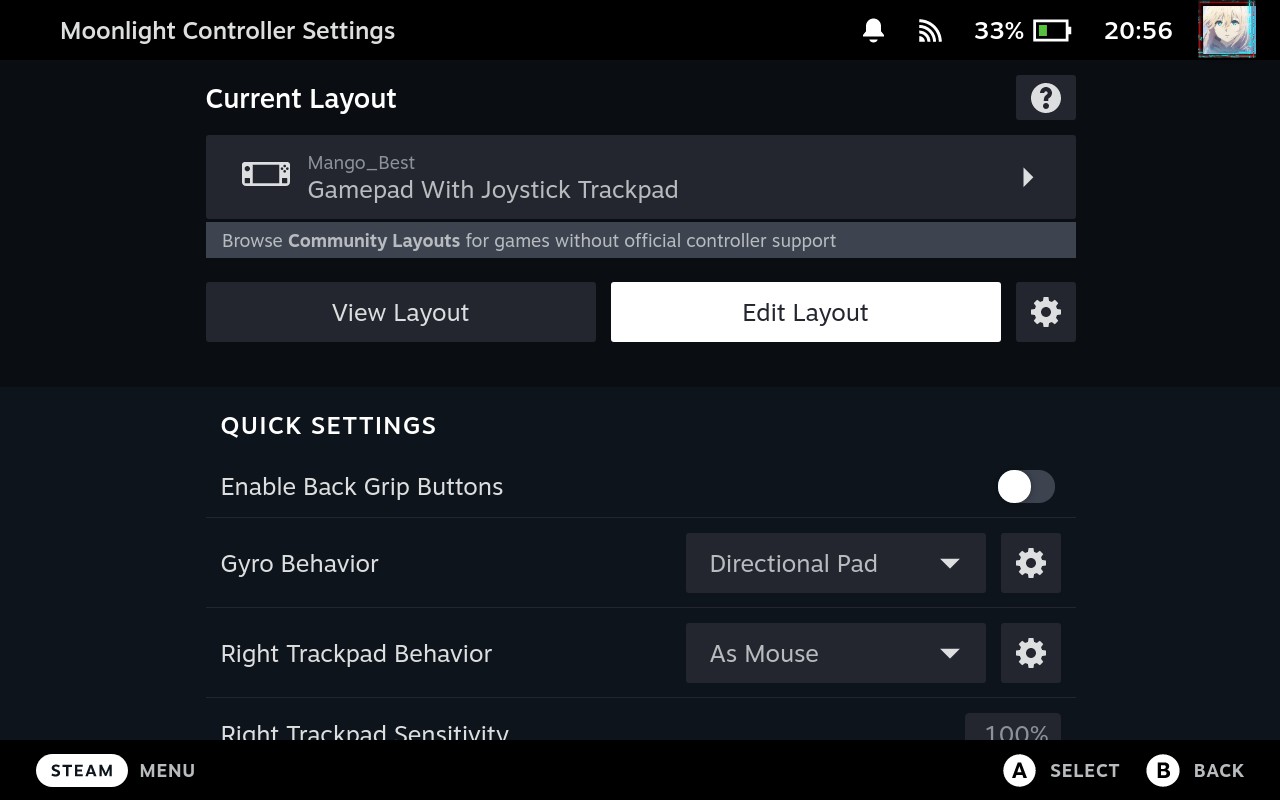 Moonlight Controller Settings
33%
20:56
Current Layout
Mango_Best
Gamepad With Joystick Trackpad
Browse Community Layouts for games without official controller support
View Layout
Edit Layout
QUICK SETTINGS
Enable Back Grip Buttons
Gyro Behavior
Directional Pad
Right Trackpad Behavior
As Mouse
Right Trackpad Sensitivity
100%
STEAM MENU
A SELECT
B BACK